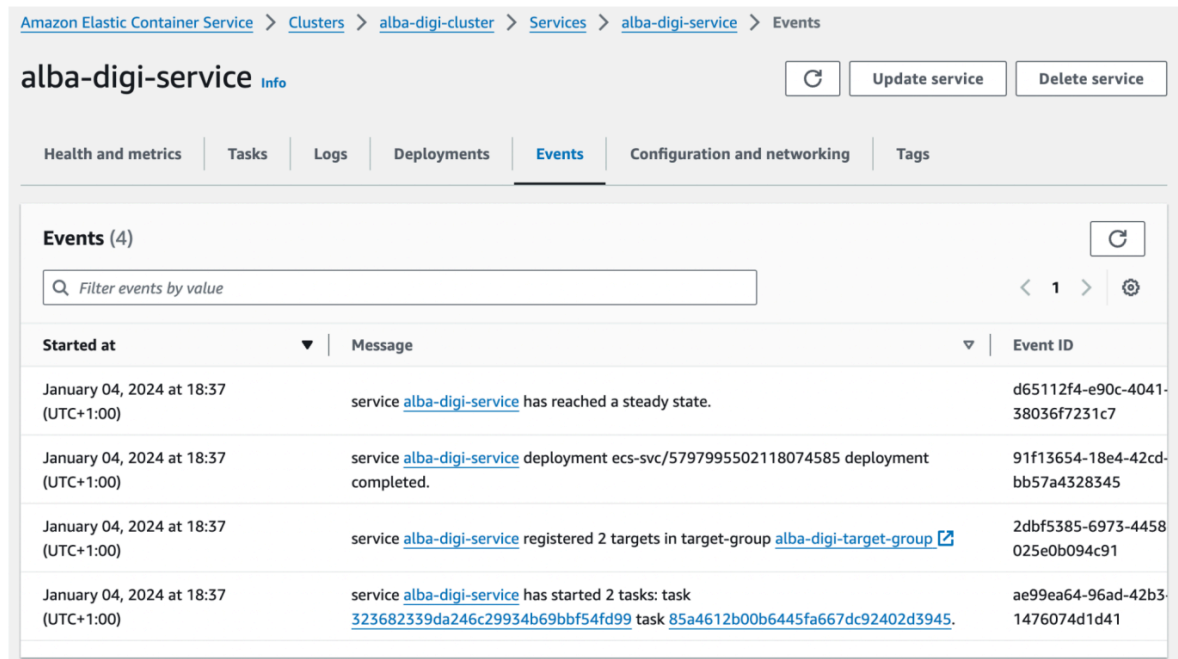 Amazon Elastic Container Service > Clusters > alba-digi-cluster > Services > alba-digi-service > Events
alba-digi-service Info
Update service
Delete service
Health and metrics
Tasks
Logs
Deployments
Events
Configuration and networking
Tags
Events (4)
Filter events by value
1
Started at
Message
Event ID
January 04, 2024 at 18:37
(UTC+1:00)
service alba-digi-service has reached a steady state.
d65112f4-e90c-4041-
38036f7231c7
January 04, 2024 at 18:37
(UTC+1:00)
service alba-digi-service deployment ecs-svc/5797995502118074585 deployment
completed.
91f13654-18e4-42cd-
bb57a4328345
January 04, 2024 at 18:37
(UTC+1:00)
service alba-digi-service registered 2 targets in target-group alba-digi-target-group
2dbf5385-6973-4458
025e0b094c91
January 04, 2024 at 18:37
(UTC+1:00)
service alba-digi-service has started 2 tasks: task
323682339da246c29934b69bbf54fd99 task 85a4612b00b6445fa667dc92402d3945.
ae99ea64-96ad-42b3-
1476074d1d41